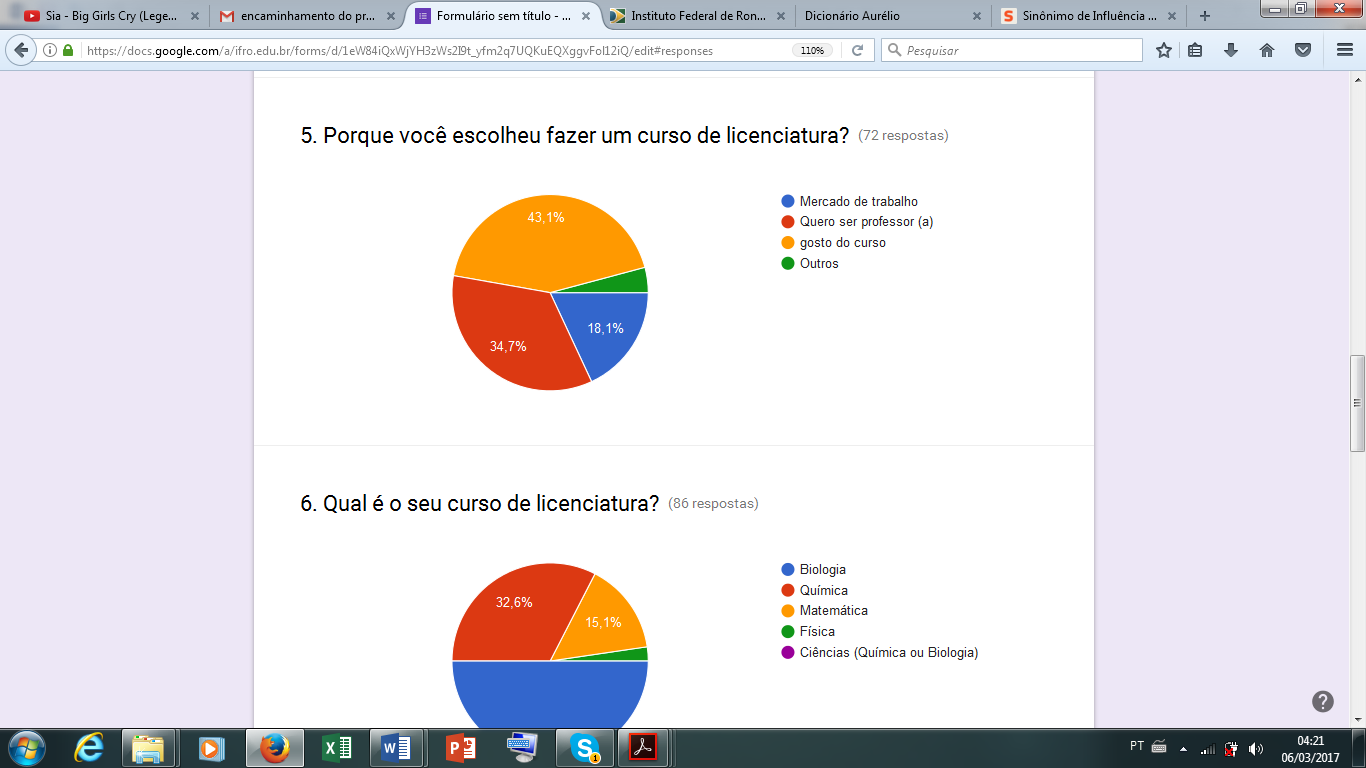 Sia - Big Girls Cry (Lege...
encaminhamento do pr...
Formulário sem título - ...
Instituto Federal de Ron...
Dicionário Aurélio
Sinônimo de Influência ...
https://docs.google.com/a/ifro.edu.br/forms/d/1eW84iQxWjYH3zWs2I9t_yfm2q7UQKuEQXggvFol12iQ/edit#responses
110%
Pesquisar
5. Porque você escolheu fazer um curso de licenciatura? (72 respostas)
43,1%
34,7%
18,1%
Mercado de trabalho
Quero ser professor (a)
gosto do curso
Outros
6. Qual é o seu curso de licenciatura? (86 respostas)
32,6%
15,1%
Biologia
Química
Matemática
Física
Ciências (Química ou Biologia)
PT
04:21
06/03/2017